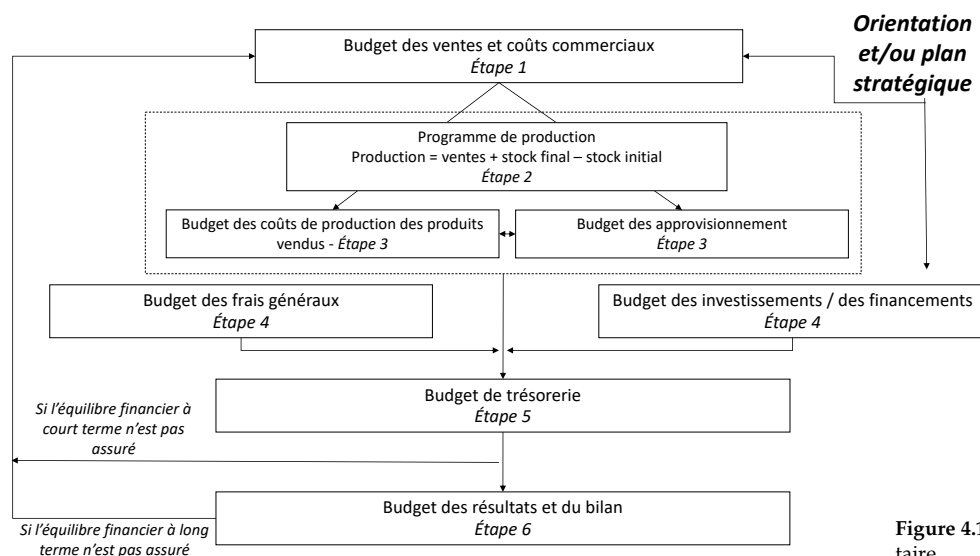 Orientation
et/ou plan
stratégique
Budget des ventes et coûts commerciaux
Étape 1
Programme de production
Production = ventes + stock final – stock initial
Étape 2
Budget des coûts de production des produits
vendus - Étape 3
Budget des approvisionnement
Étape 3
Budget des frais généraux
Étape 4
Budget des investissements / des financements
Étape 4
Budget de trésorerie
Étape 5
Si l’équilibre financier à
court terme n’est pas
assuré
Budget des résultats et du bilan
Étape 6
Si l’équilibre financier à long
terme n’est pas assuré
Figure 4.1
taire